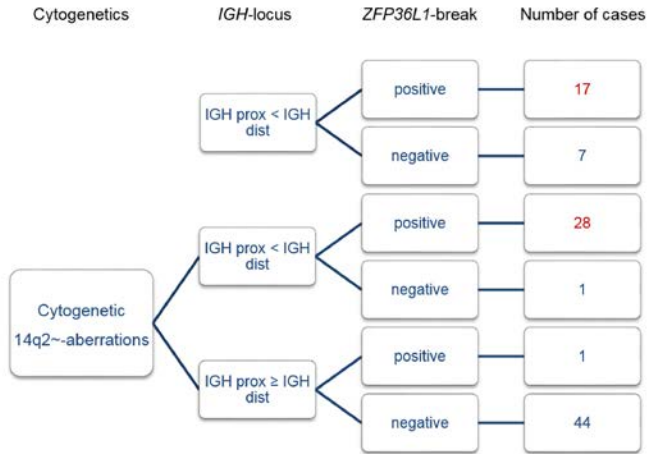 Cytogenetics IGH-locus ZFP36L1-break Number of cases
positive 17
IGH prox < IGH
dist
negative 7
positive 28
IGH prox < IGH
dist
negative 1
Cytogenetic
14q2~-aberrations
positive 1
IGH prox ≥ IGH
dist
negative 44